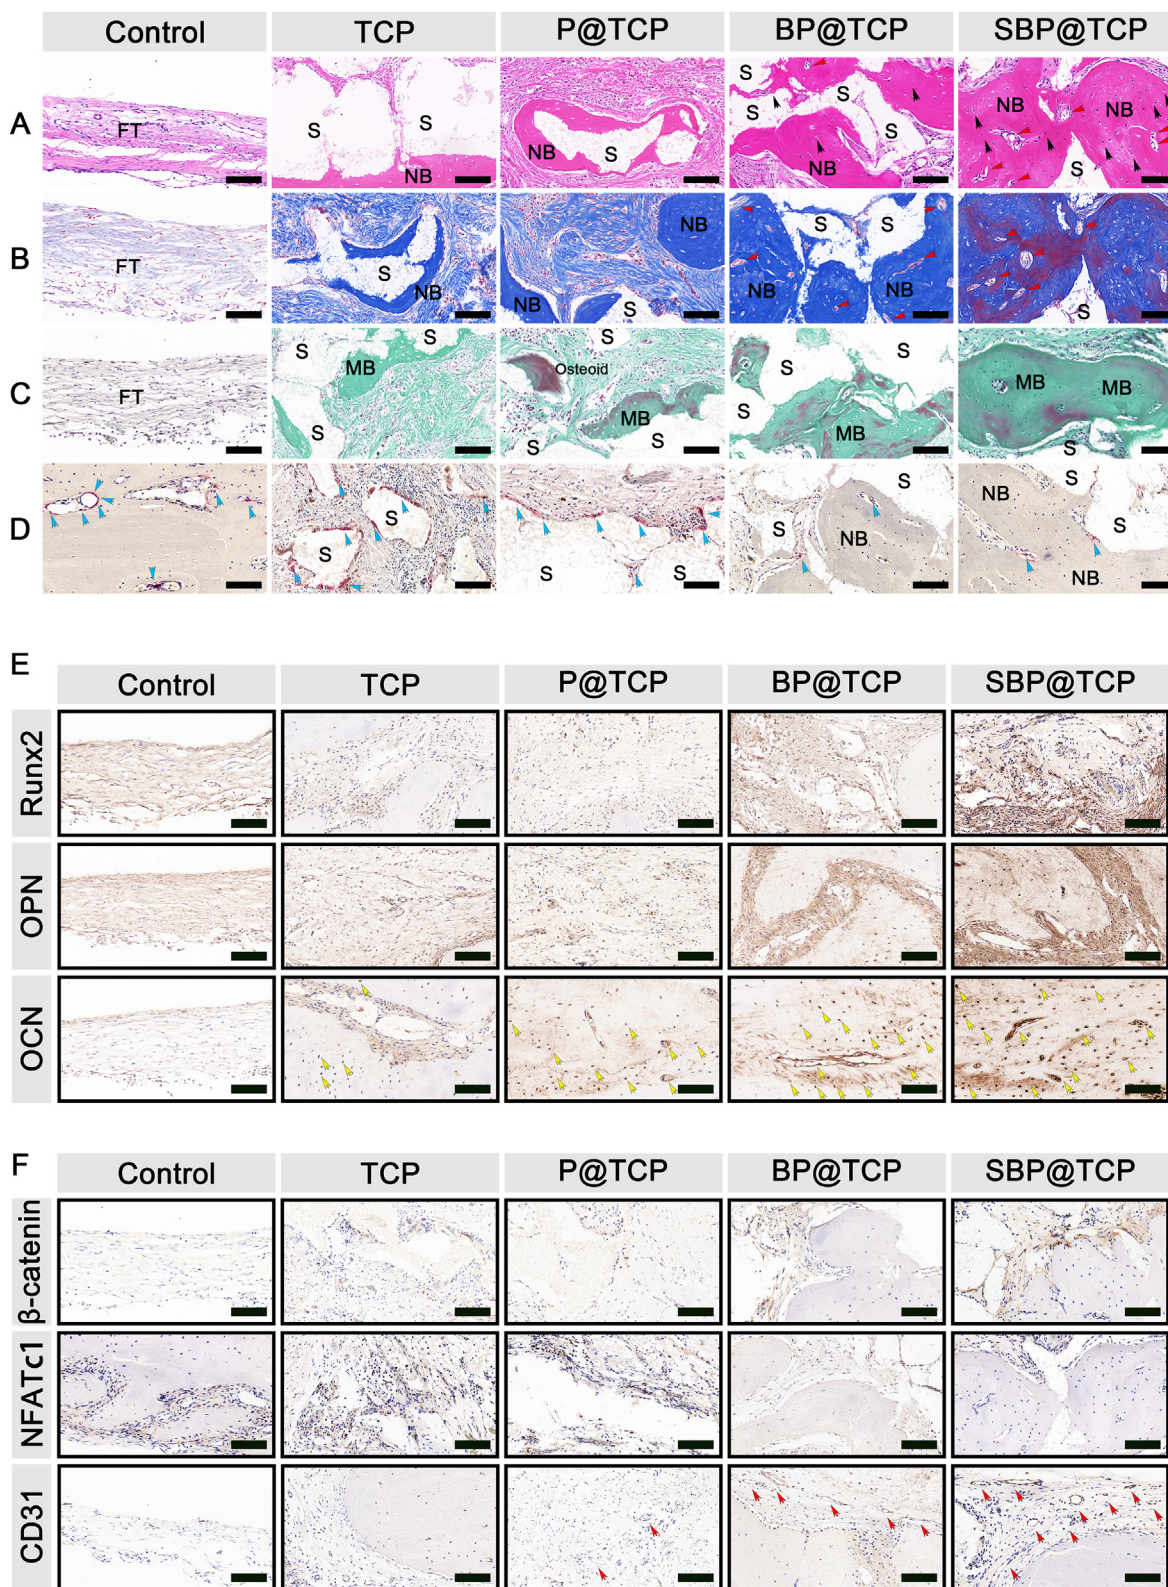 Control TCP P@TCP BP@TCP SBP@TCP
A FT S S NB NB S S S S NB NB NB S
B FT S NB NB NB S S S NB NB S
C FT S S MB S S Osteoid MB S S S S MB MB MB S
D S S S S S S NB S S NB NB
E
Control TCP P@TCP BP@TCP SBP@TCP
Runx2
OPN
OCN
F
Control TCP P@TCP BP@TCP SBP@TCP
β-catenin
NFATc1
CD31